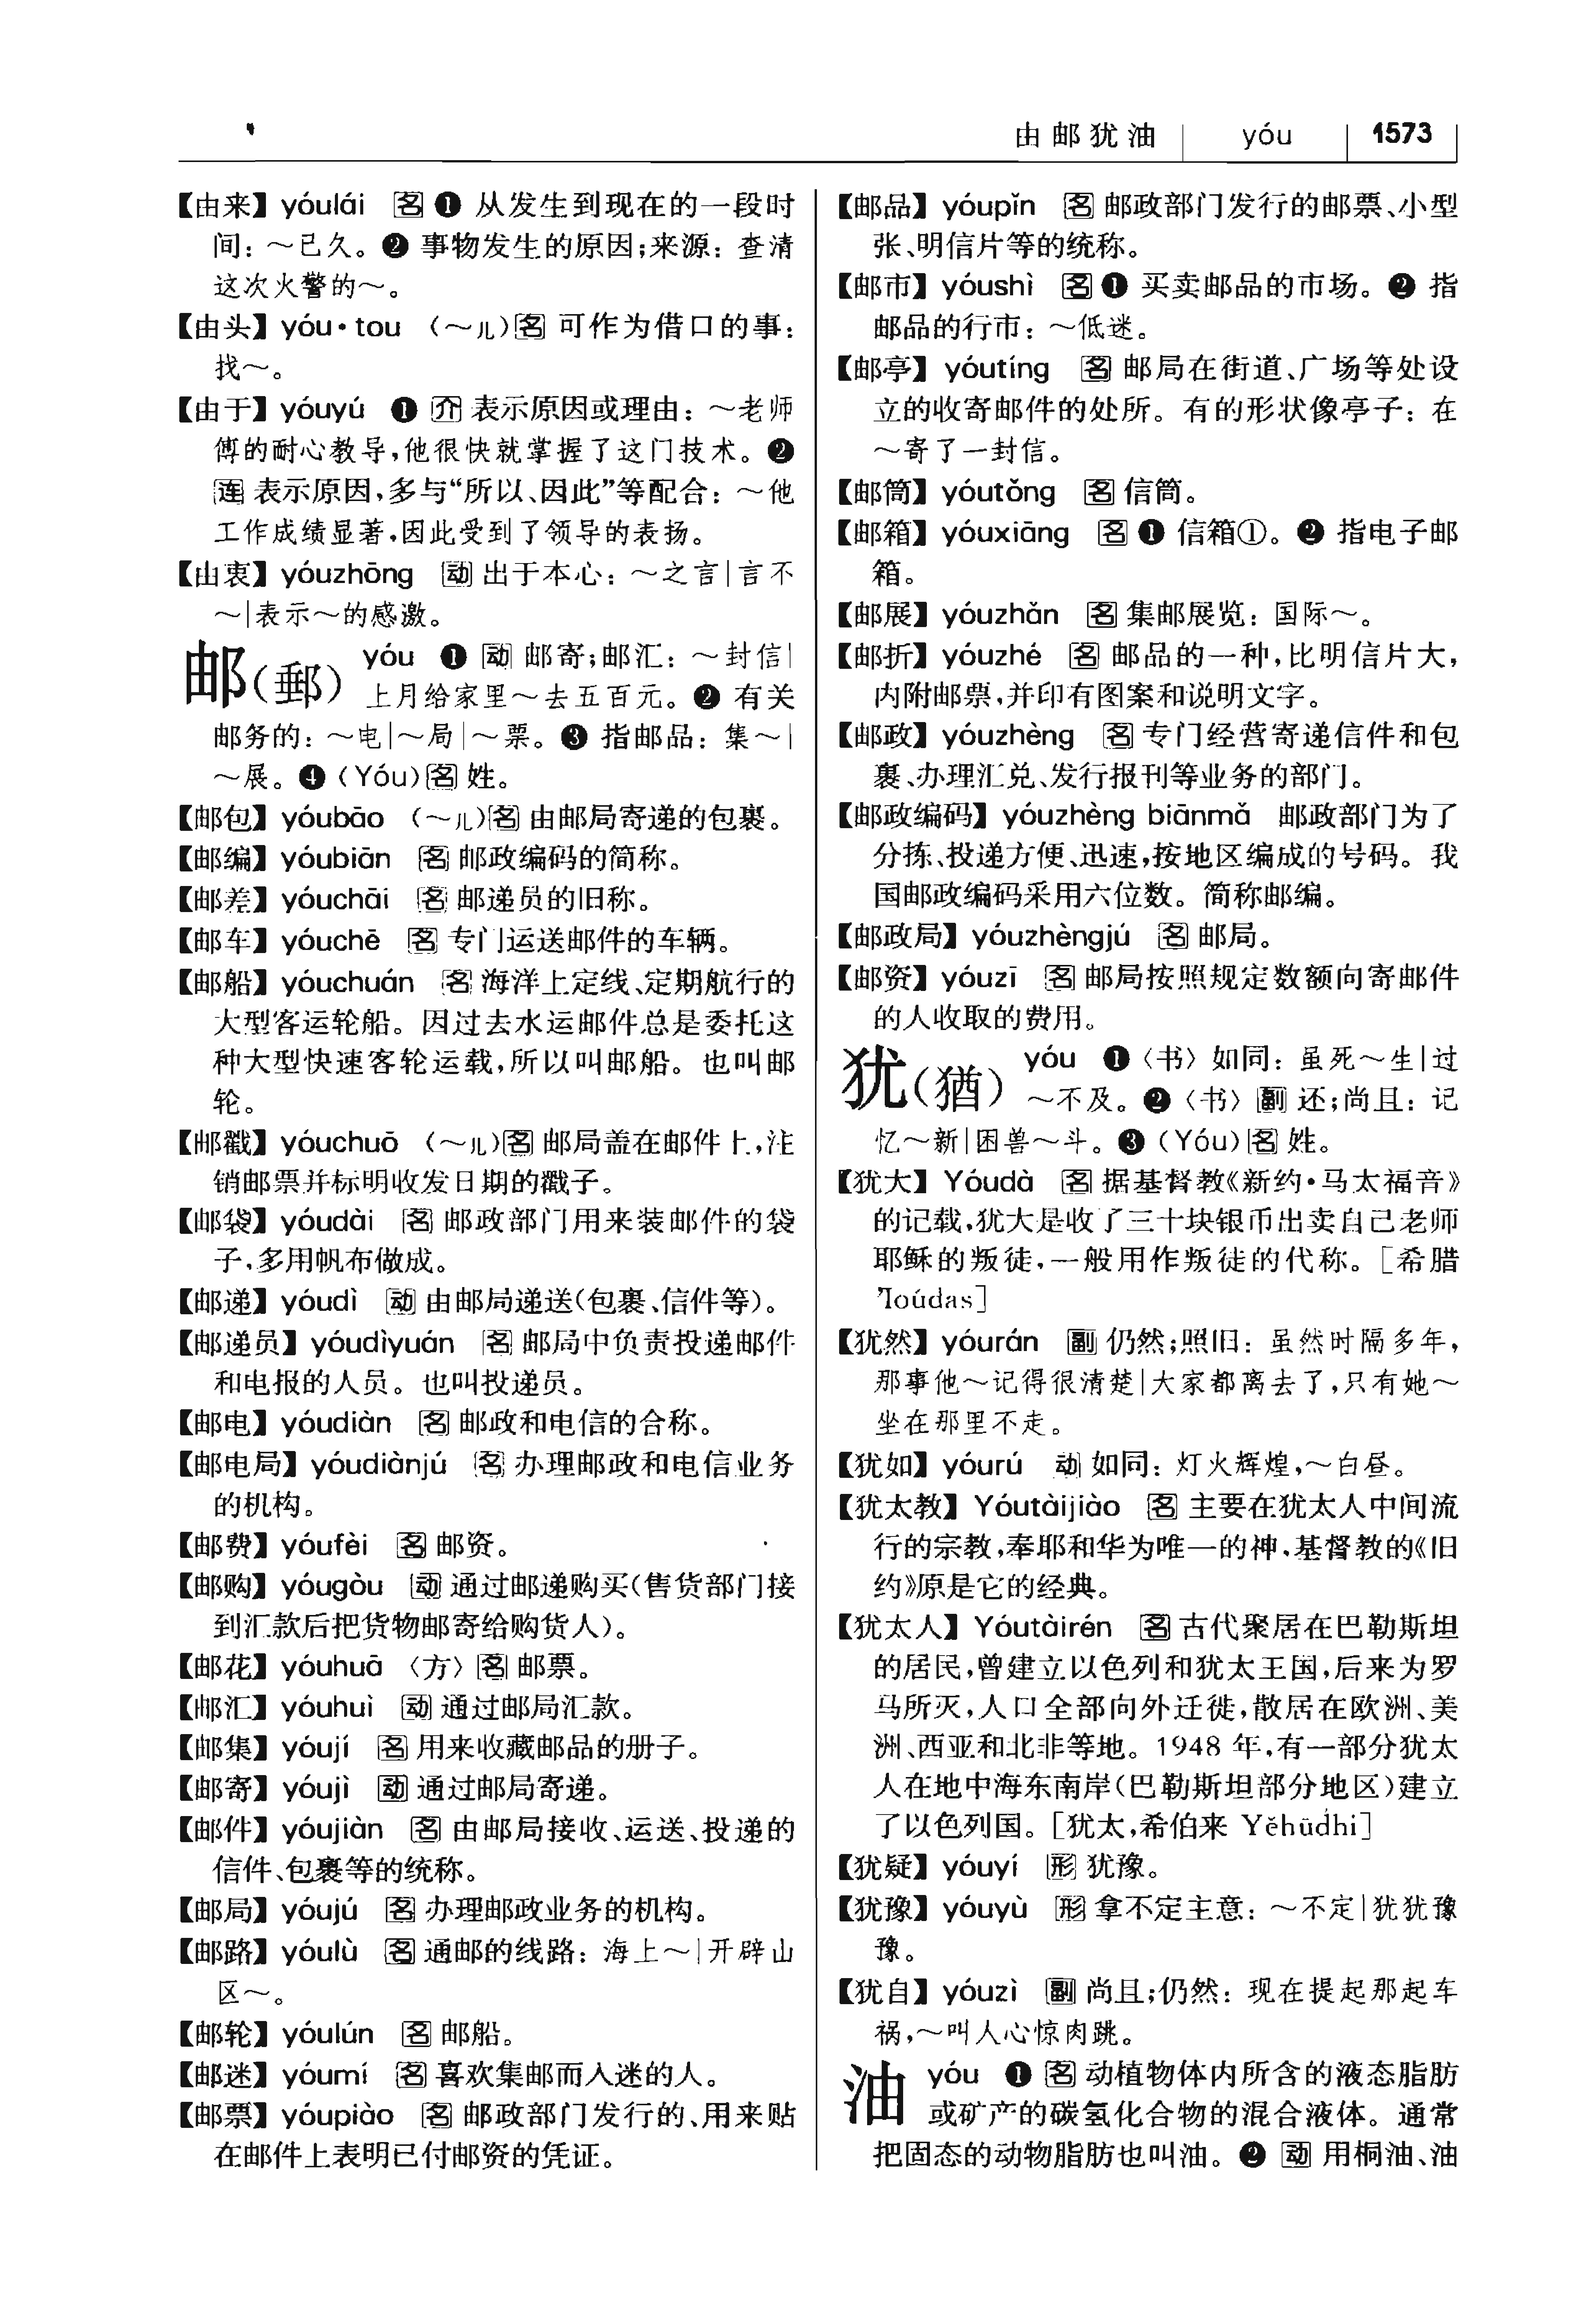 由邮犹油 yóu 1573
【由来】 yóulái 名 ❶ 从发生到现在的一段时
间：～已久。❷ 事物发生的原因；来源：查清
这次火警的～。
【由头】 yóu·tou （～儿）名 可作为借口的事：
找～。
【由于】 yóuyú ❶ 介 表示原因或理由：～老师
傅的耐心教导，他很快就掌握了这门技术。❷
连 表示原因，多与“所以、因此”等配合：～他
工作成绩显著，因此受到了领导的表扬。
【由衷】 yóuzhōng 动 出于本心：～之言|言不
～|表示～的感激。
邮（郵） yóu ❶ 动 邮寄；邮汇：～封信|
上月给家里～去五百元。❷ 有关
邮务的：～电|～局|～票。❸ 指邮品：集～|
～展。❹（Yóu）名 姓。
【邮包】 yóubāo （～儿）名 由邮局寄递的包裹。
【邮编】 yóubiān 名 邮政编码的简称。
【邮差】 yóuchāi 名 邮递员的旧称。
【邮车】 yóuchē 名 专门运送邮件的车辆。
【邮船】 yóuchuán 名 海洋上定线、定期航行的
大型客运轮船。因过去水运邮件总是委托这
种大型快速客轮运载，所以叫邮船。也叫邮
轮。
【邮戳】 yóuchuō （～儿）名 邮局盖在邮件上，注
销邮票并标明收发日期的戳子。
【邮袋】 yóudài 名 邮政部门用来装邮件的袋
子，多用帆布做成。
【邮递】 yóudì 动 由邮局递送（包裹、信件等）。
【邮递员】 yóudìyuán 名 邮局中负责投递邮件
和电报的人员。也叫投递员。
【邮电】 yóudiàn 名 邮政和电信的合称。
【邮电局】 yóudiànjú 名 办理邮政和电信业务
的机构。
【邮费】 yóufèi 名 邮资。
【邮购】 yóugòu 动 通过邮递购买（售货部门接
到汇款后把货物邮寄给购货人）。
【邮花】 yóuhuā 〈方〉名 邮票。
【邮汇】 yóuhuì 动 通过邮局汇款。
【邮集】 yóují 名 用来收藏邮品的册子。
【邮寄】 yóujì 动 通过邮局寄递。
【邮件】 yóujiàn 名 由邮局接收、运送、投递的
信件、包裹等的统称。
【邮局】 yóujú 名 办理邮政业务的机构。
【邮路】 yóulù 名 通邮的线路：海上～|开辟山
区～。
【邮轮】 yóulún 名 邮船。
【邮迷】 yóumí 名 喜欢集邮而入迷的人。
【邮票】 yóupiào 名 邮政部门发行的、用来贴
在邮件上表明已付邮资的凭证。
【邮品】 yóupǐn 名 邮政部门发行的邮票、小型
张、明信片等的统称。
【邮市】 yóushì 名 ❶ 买卖邮品的市场。❷ 指
邮品的行市：～低迷。
【邮亭】 yóutíng 名 邮局在街道、广场等处设
立的收寄邮件的处所。有的形状像亭子：在
～寄了一封信。
【邮筒】 yóutǒng 名 信筒。
【邮箱】 yóuxiāng 名 ❶ 信箱①。❷ 指电子邮
箱。
【邮展】 yóuzhǎn 名 集邮展览：国际～。
【邮折】 yóuzhé 名 邮品的一种，比明信片大，
内附邮票，并印有图案和说明文字。
【邮政】 yóuzhèng 名 专门经营寄递信件和包
裹、办理汇兑、发行报刊等业务的部门。
【邮政编码】 yóuzhèng biānmǎ 邮政部门为了
分拣、投递方便、迅速，按地区编成的号码。我
国邮政编码采用六位数。简称邮编。
【邮政局】 yóuzhèngjú 名 邮局。
【邮资】 yóuzī 名 邮局按照规定数额向寄邮件
的人收取的费用。
犹（猶） yóu ❶〈书〉如同：虽死～生|过
～不及。❷〈书〉副 还；尚且：记
忆～新|困兽～斗。❸（Yóu）名 姓。
【犹大】 Yóudà 名 据基督教《新约·马太福音》
的记载，犹大是收了三十块银币出卖自己老师
耶稣的叛徒，一般用作叛徒的代称。[希腊
’Ioúdas]
【犹然】 yóurán 副 仍然；照旧：虽然时隔多年，
那事他～记得很清楚|大家都离去了，只有她～
坐在那里不走。
【犹如】 yóurú 动 如同：灯火辉煌，～白昼。
【犹太教】 Yóutàijiào 名 主要在犹太人中间流
行的宗教，奉耶和华为唯一的神，基督教的《旧
约》原是它的经典。
【犹太人】 Yóutàirén 名 古代聚居在巴勒斯坦
的居民，曾建立以色列和犹太王国，后来为罗
马所灭，人口全部向外迁徙，散居在欧洲、美
洲、西亚和北非等地。1948 年，有一部分犹太
人在地中海东南岸（巴勒斯坦部分地区）建立
了以色列国。[犹太，希伯来 Yěhūdhi]
【犹疑】 yóuyí 形 犹豫。
【犹豫】 yóuyù 形 拿不定主意：～不定|犹犹豫
豫。
【犹自】 yóuzì 副 尚且；仍然：现在提起那起车
祸，～叫人心惊肉跳。
油 yóu ❶ 名 动植物体内所含的液态脂肪
或矿产的碳氢化合物的混合液体。通常
把固态的动物脂肪也叫油。❷ 动 用桐油、油